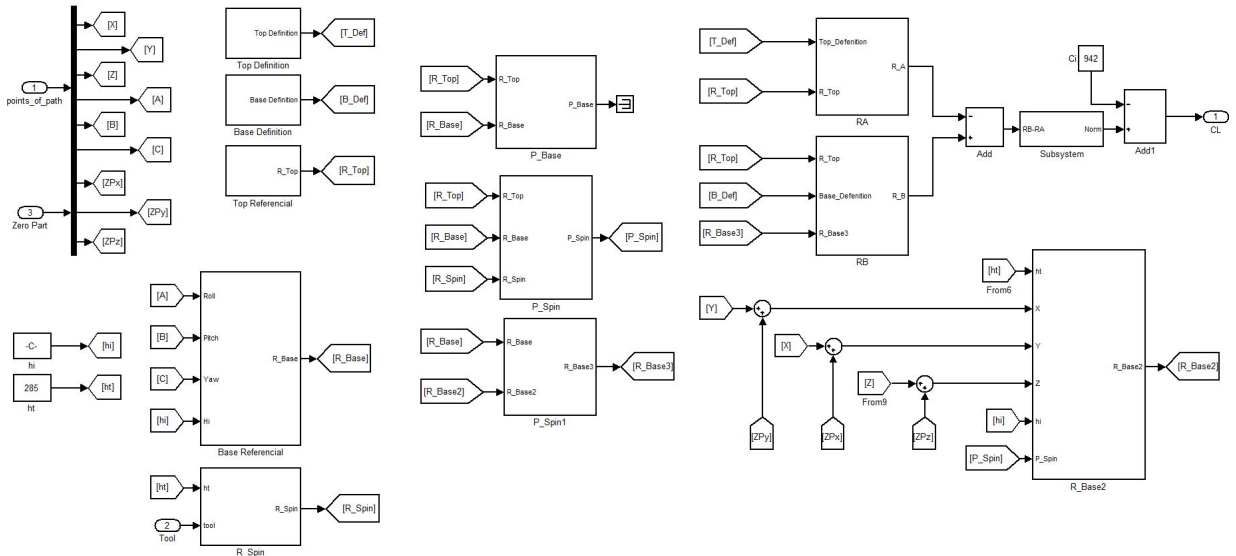 1
points_of_path
3
Zero Part
[X]
[Y]
[Z]
[A]
[B]
[C]
[ZPx]
[ZPy]
[ZPz]
Top Definition
Top Definition
[T_Def]
Base Definition
Base Definition
[B_Def]
R_Top
Top Referencial
[R_Top]
-C-
hi
[hi]
285
ht
[ht]
[A]
Roll
[B]
Pitch
[C]
Yaw
[hi]
Hi
R_Base
Base Referencial
[R_Base]
[ht]
ht
2
Tool
tool
R_Spin
R_Spin
[R_Spin]
[R_Top]
R_Top
[R_Base]
R_Base
P_Base
P_Base
[R_Top]
R_Top
[R_Base]
R_Base
[R_Spin]
R_Spin
P_Spin
P_Spin
[P_Spin]
[R_Base]
R_Base
[R_Base2]
R_Base2
R_Base3
P_Spin1
[R_Base3]
[T_Def]
Top_Defenition
[R_Top]
R_Top
R_A
RA
[R_Top]
R_Top
[B_Def]
Base_Defenition
[R_Base3]
R_Base3
R_B
RB
Add
RB-RA
Norm
Subsystem
Ci
942
Add1
1
CL
[ht]
From6
ht
[Y]
X
[X]
Y
[Z]
From9
Z
[ZPy]
[ZPx]
[ZPz]
[hi]
hi
[P_Spin]
P_Spin
R_Base2
R_Base2
[R_Base2]